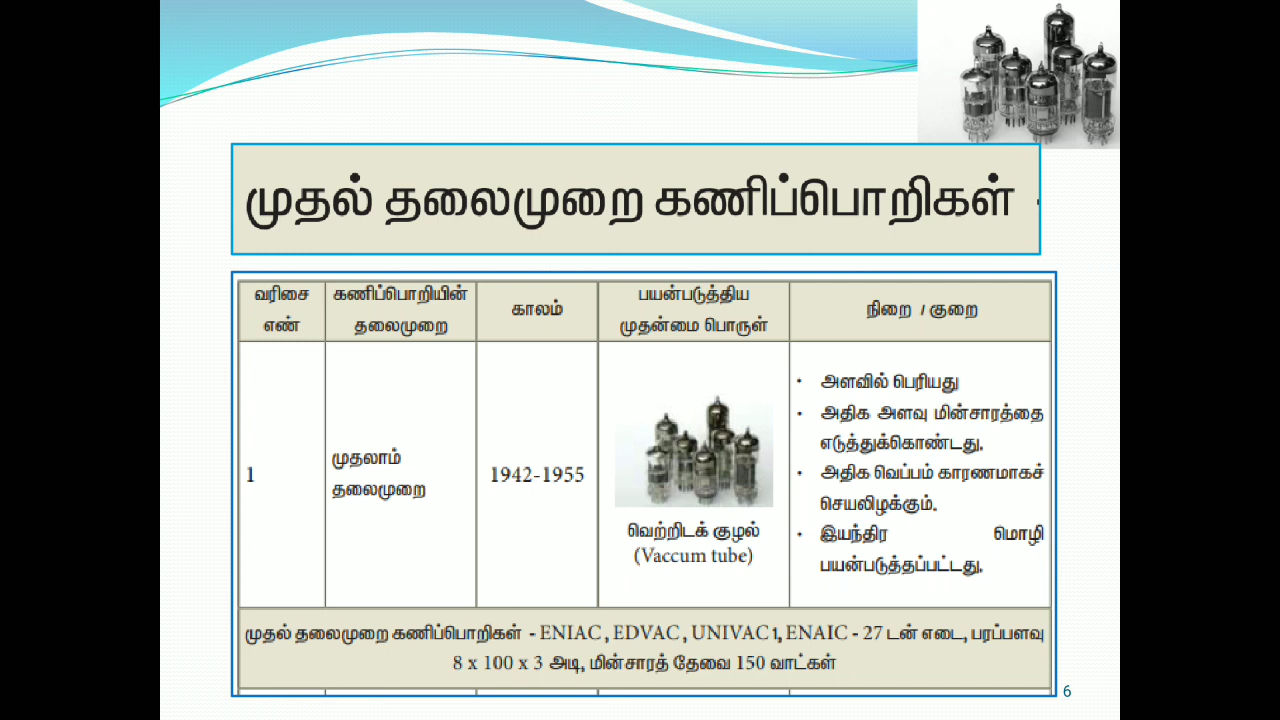 முதல் தலைமுறை கணிப்பொறிகள் -
வரிசை எண்
கணிப்பொறியின் தலைமுறை
காலம்
பயன்படுத்திய முதன்மை பொருள்
நிறை / குறை
1
முதலாம்
தலைமுறை
1942-1955
வெற்றிடக் குழல்
(Vaccum tube)
• அளவில் பெரியது
• அதிக அளவு மின்சாரத்தை
எடுத்துக்கொண்டது.
• அதிக வெப்பம் காரணமாகச்
செயலிழக்கும்.
• இயந்திர மொழி
பயன்படுத்தப்பட்டது.
முதல் தலைமுறை கணிப்பொறிகள் - ENIAC , EDVAC , UNIVAC 1, ENAIC - 27 டன் எடை, பரப்பளவு
8 x 100 x 3 அடி, மின்சாரத் தேவை 150 வாட்கள்
6